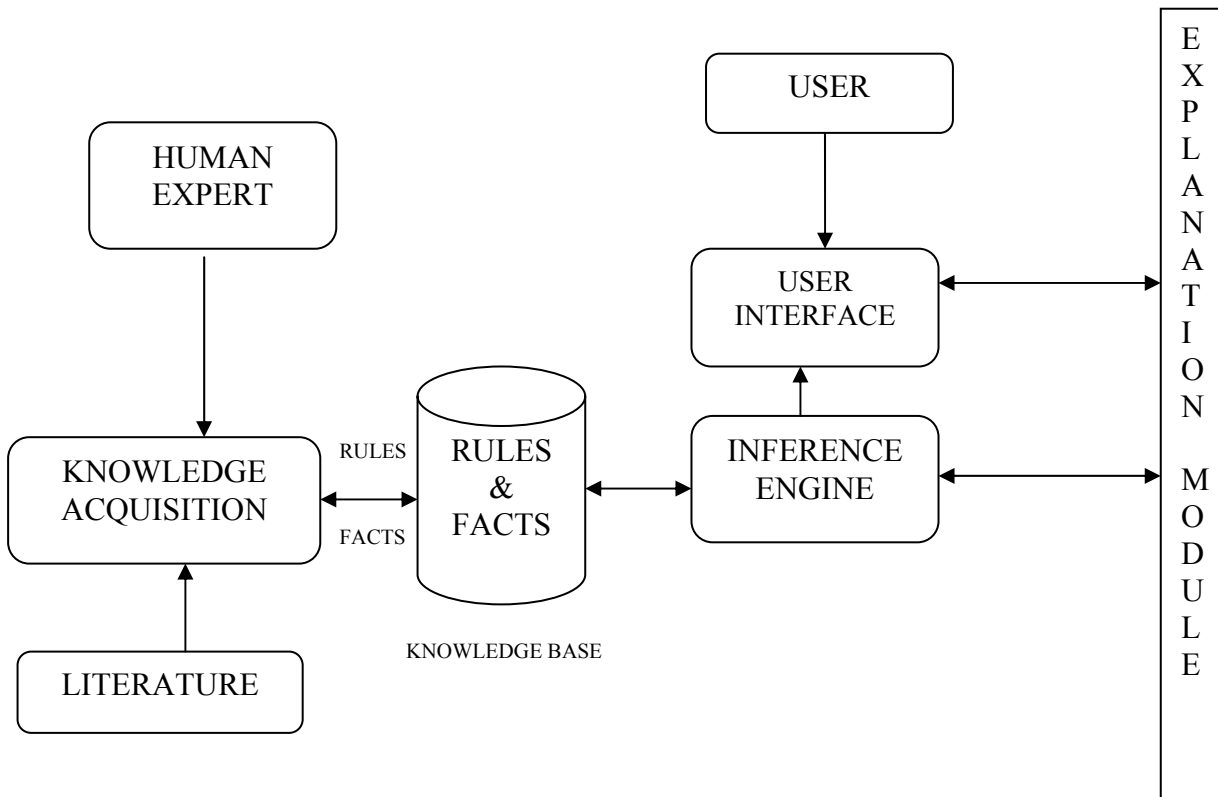 USER
HUMAN
EXPERT
USER
INTERFACE
KNOWLEDGE
ACQUISITION
RULES
FACTS
RULES
&
FACTS
INFERENCE
ENGINE
KNOWLEDGE BASE
LITERATURE
E
X
P
L
A
N
A
T
I
O
N
M
O
D
U
L
E